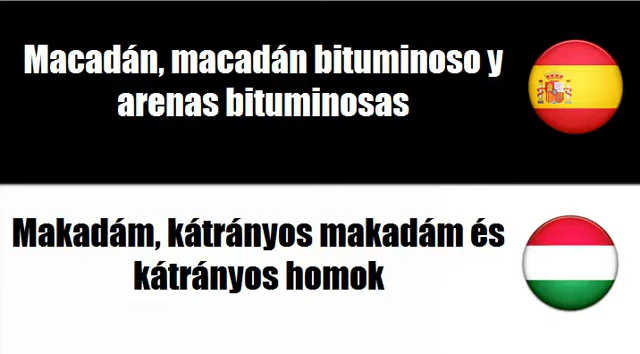 Macadán, macadán bituminoso y
arenas bituminosas
Makadám, kátrányos makadám és
kátrányos homok